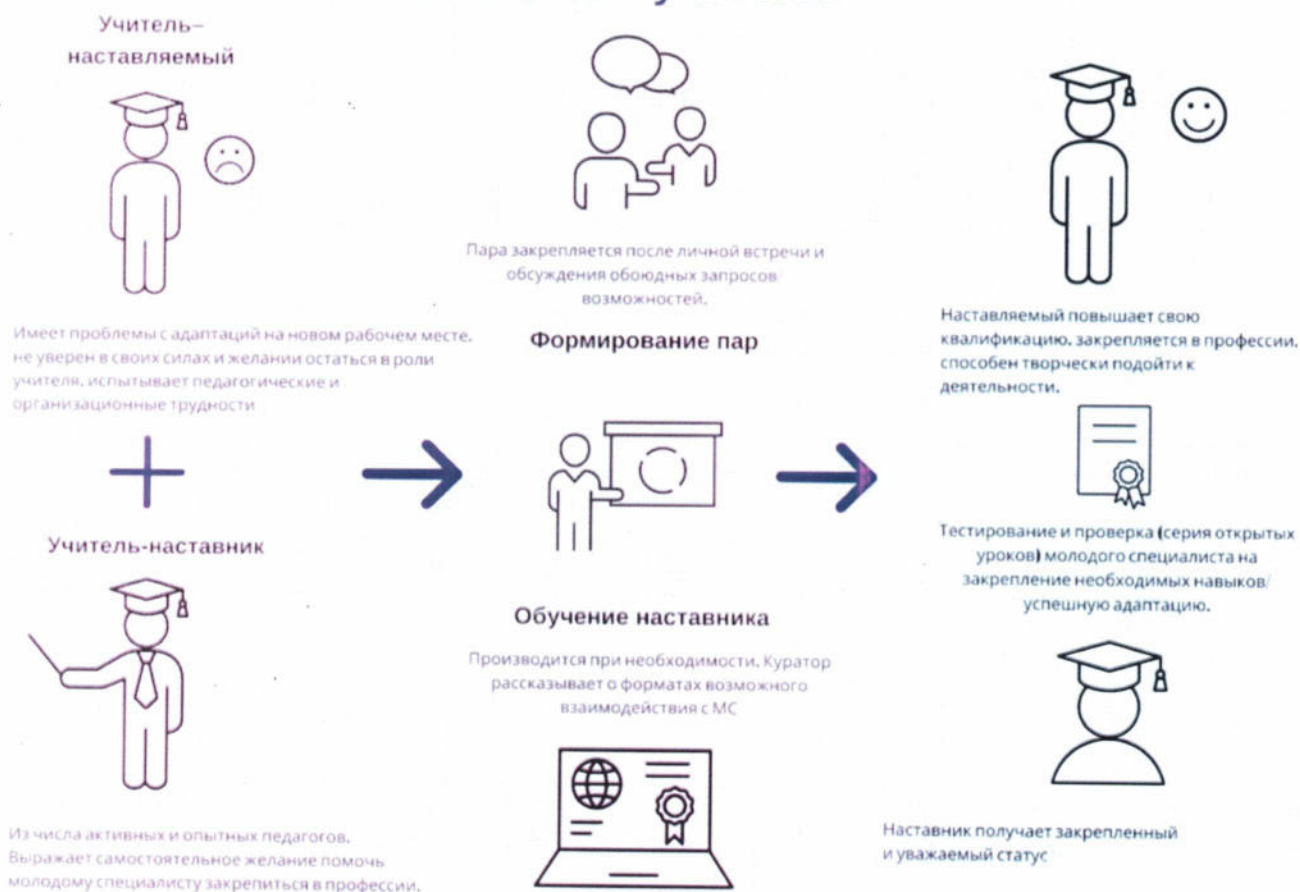 Учитель–
наставляемый
Имеет проблемы с адаптаций на новом рабочем месте,
не уверен в своих силах и желании остаться в роли
учителя, испытывает педагогические и
организационные трудности
Учитель-наставник
Из числа активных и опытных педагогов.
Выражает самостоятельное желание помочь
молодому специалисту закрепиться в профессии.
Пара закрепляется после личной встречи и
обсуждения обоюдных запросов
возможностей.
Формирование пар
Обучение наставника
Производится при необходимости. Куратор
рассказывает о форматах возможного
взаимодействия с МС
Наставляемый повышает свою
квалификацию, закрепляется в профессии,
способен творчески подойти к
деятельности.
Тестирование и проверка (серия открытых
уроков) молодого специалиста на
закрепление необходимых навыков/
успешную адаптацию.
Наставник получает закрепленный
и уважаемый статус